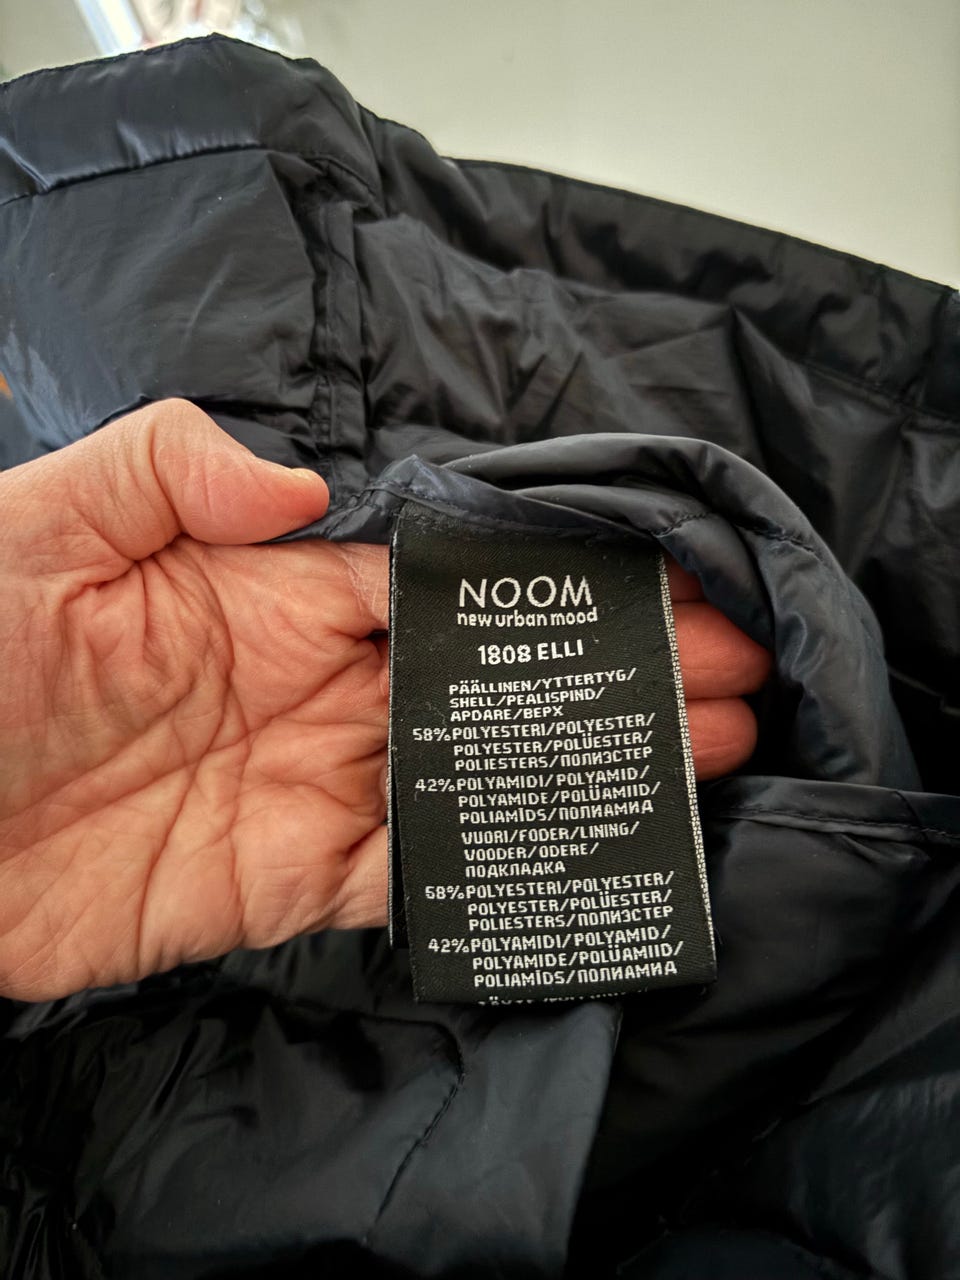 NOOM
new urban mood
1808 ELLI
PÄÄLLINEN/YTTERTYG/
SHELL/PEALISPIND/
APDARE/ВЕРХ
58%POLYESTERI/POLYESTER/
POLYESTER/POLÜESTER/
POLIESTERS/ПОЛИЭСТЕР
42%POLYAMIDI/POLYAMID/
POLYAMIDE/POLÜAMIID/
POLIAMĪDS/ПОЛИАМИД
VUORI/FODER/LINING/
VOODER/ODERE/
ПОДКЛАДКА
58%POLYESTERI/POLYESTER/
POLYESTER/POLÜESTER/
POLIESTERS/ПОЛИЭСТЕР
42%POLYAMIDI/POLYAMID/
POLYAMIDE/POLÜAMIID/
POLIAMĪDS/ПОЛИАМИД